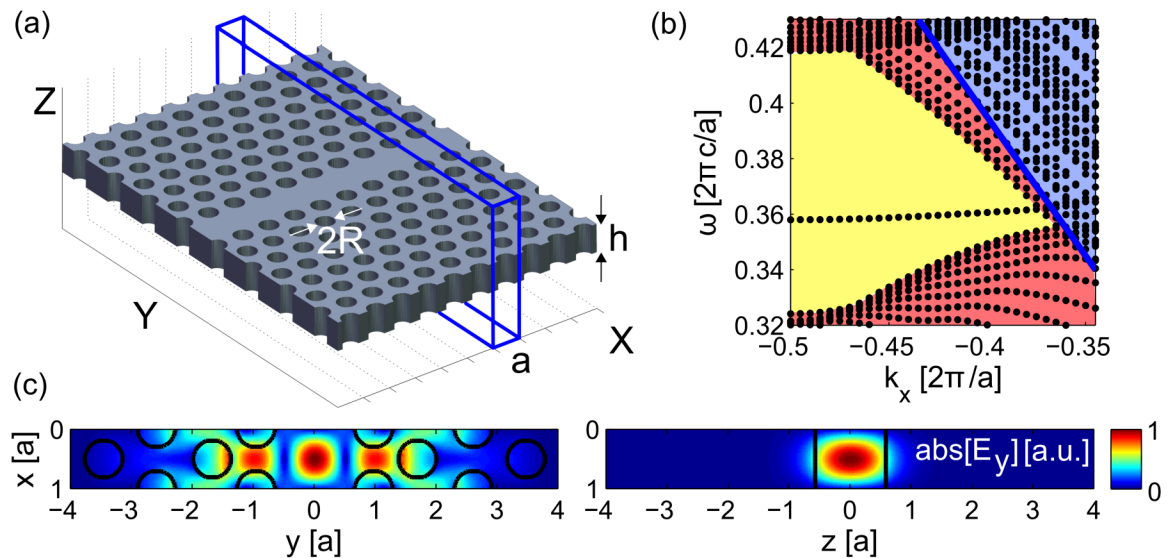 (a)
Z
2R
h
Y
a
X
(b)
0.42
0.4
0.38
0.36
0.34
0.32
ω [2π c/a]
−0.5
−0.45
−0.4
−0.35
k_x [2π/a]
(c)
x [a]
0
1
−4
−3
−2
−1
0
1
2
3
4
y [a]
0
1
abs[E_y] [a.u.]
−4
−3
−2
−1
0
1
2
3
4
z [a]
1
0